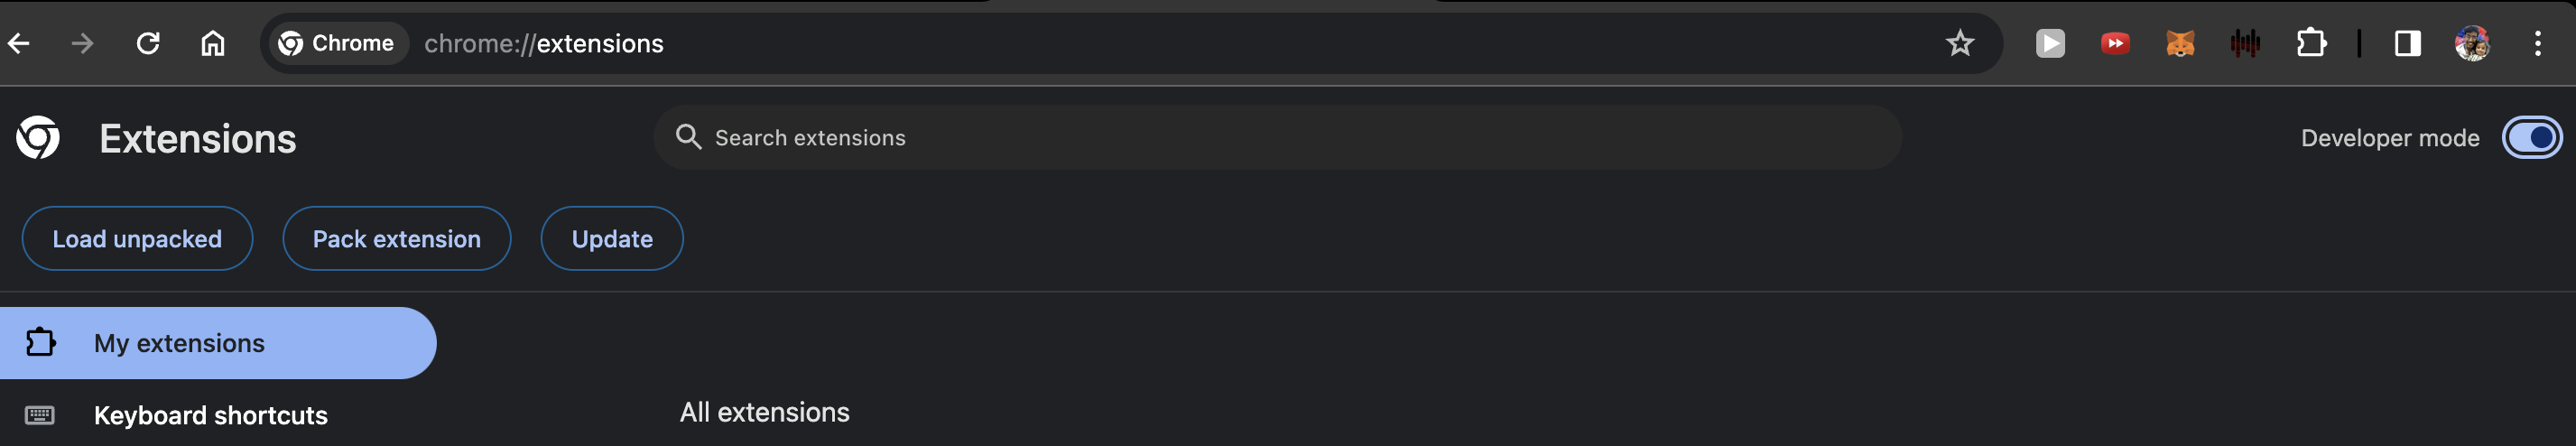 Chrome chrome://extensions
Extensions
Search extensions
Developer mode
Load unpacked
Pack extension
Update
My extensions
Keyboard shortcuts
All extensions